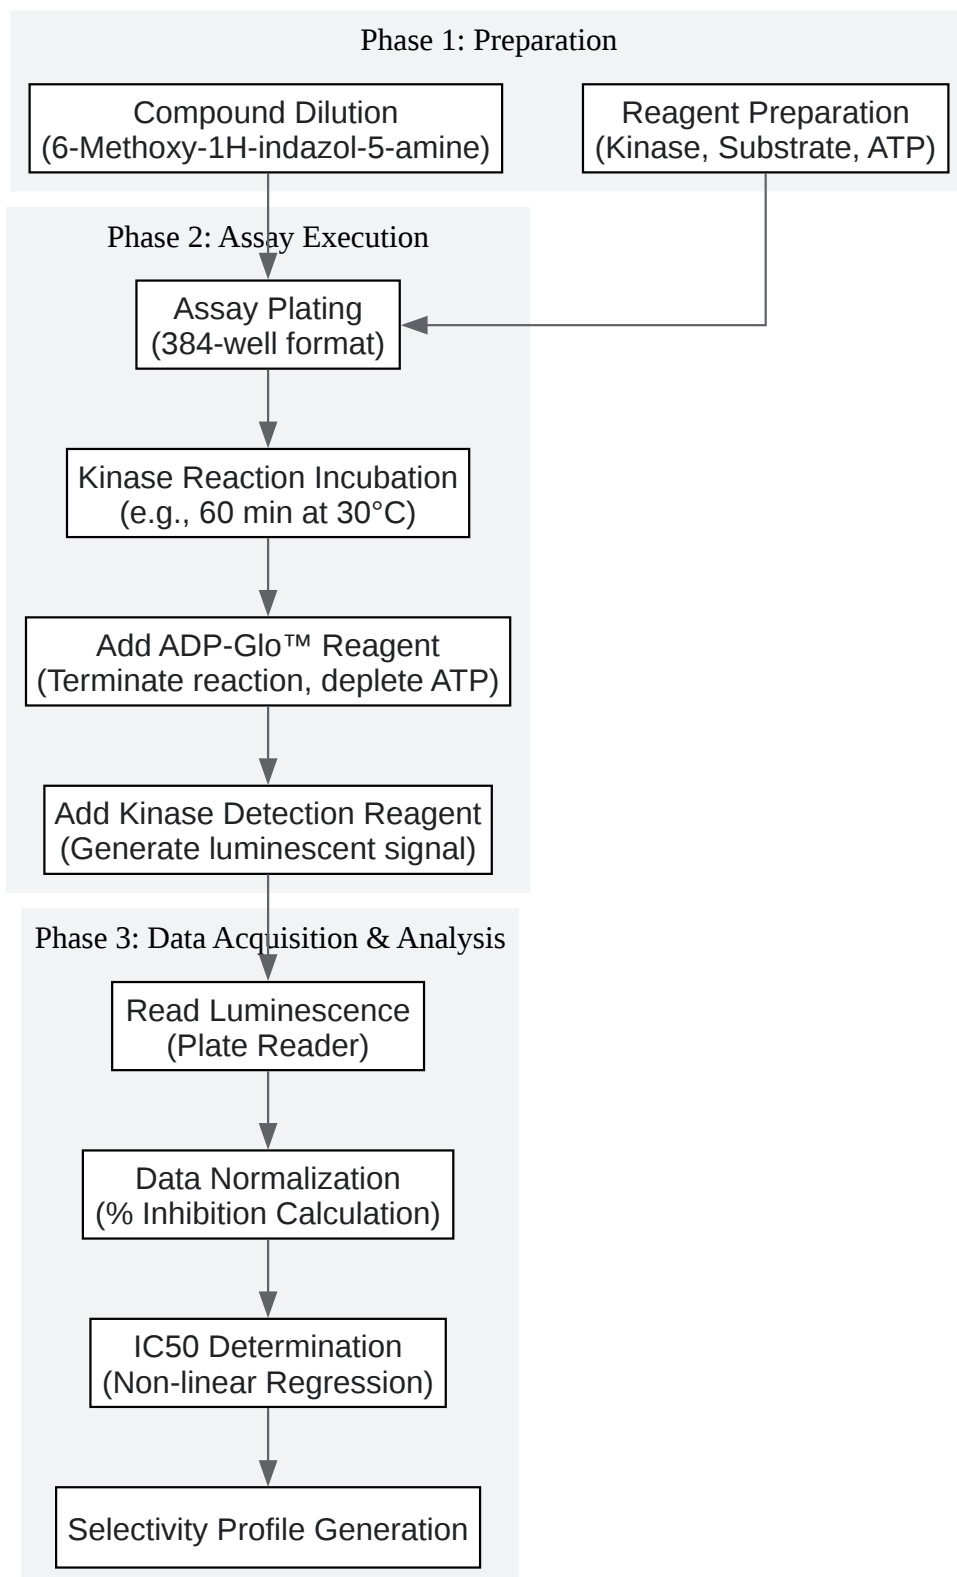 Phase 1: Preparation
Compound Dilution
(6-Methoxy-1H-indazol-5-amine)
Reagent Preparation
(Kinase, Substrate, ATP)
Phase 2: Assay Execution
Assay Plating
(384-well format)
Kinase Reaction Incubation
(e.g., 60 min at 30°C)
Add ADP-Glo™ Reagent
(Terminate reaction, deplete ATP)
Add Kinase Detection Reagent
(Generate luminescent signal)
Phase 3: Data Acquisition & Analysis
Read Luminescence
(Plate Reader)
Data Normalization
(% Inhibition Calculation)
IC50 Determination
(Non-linear Regression)
Selectivity Profile Generation